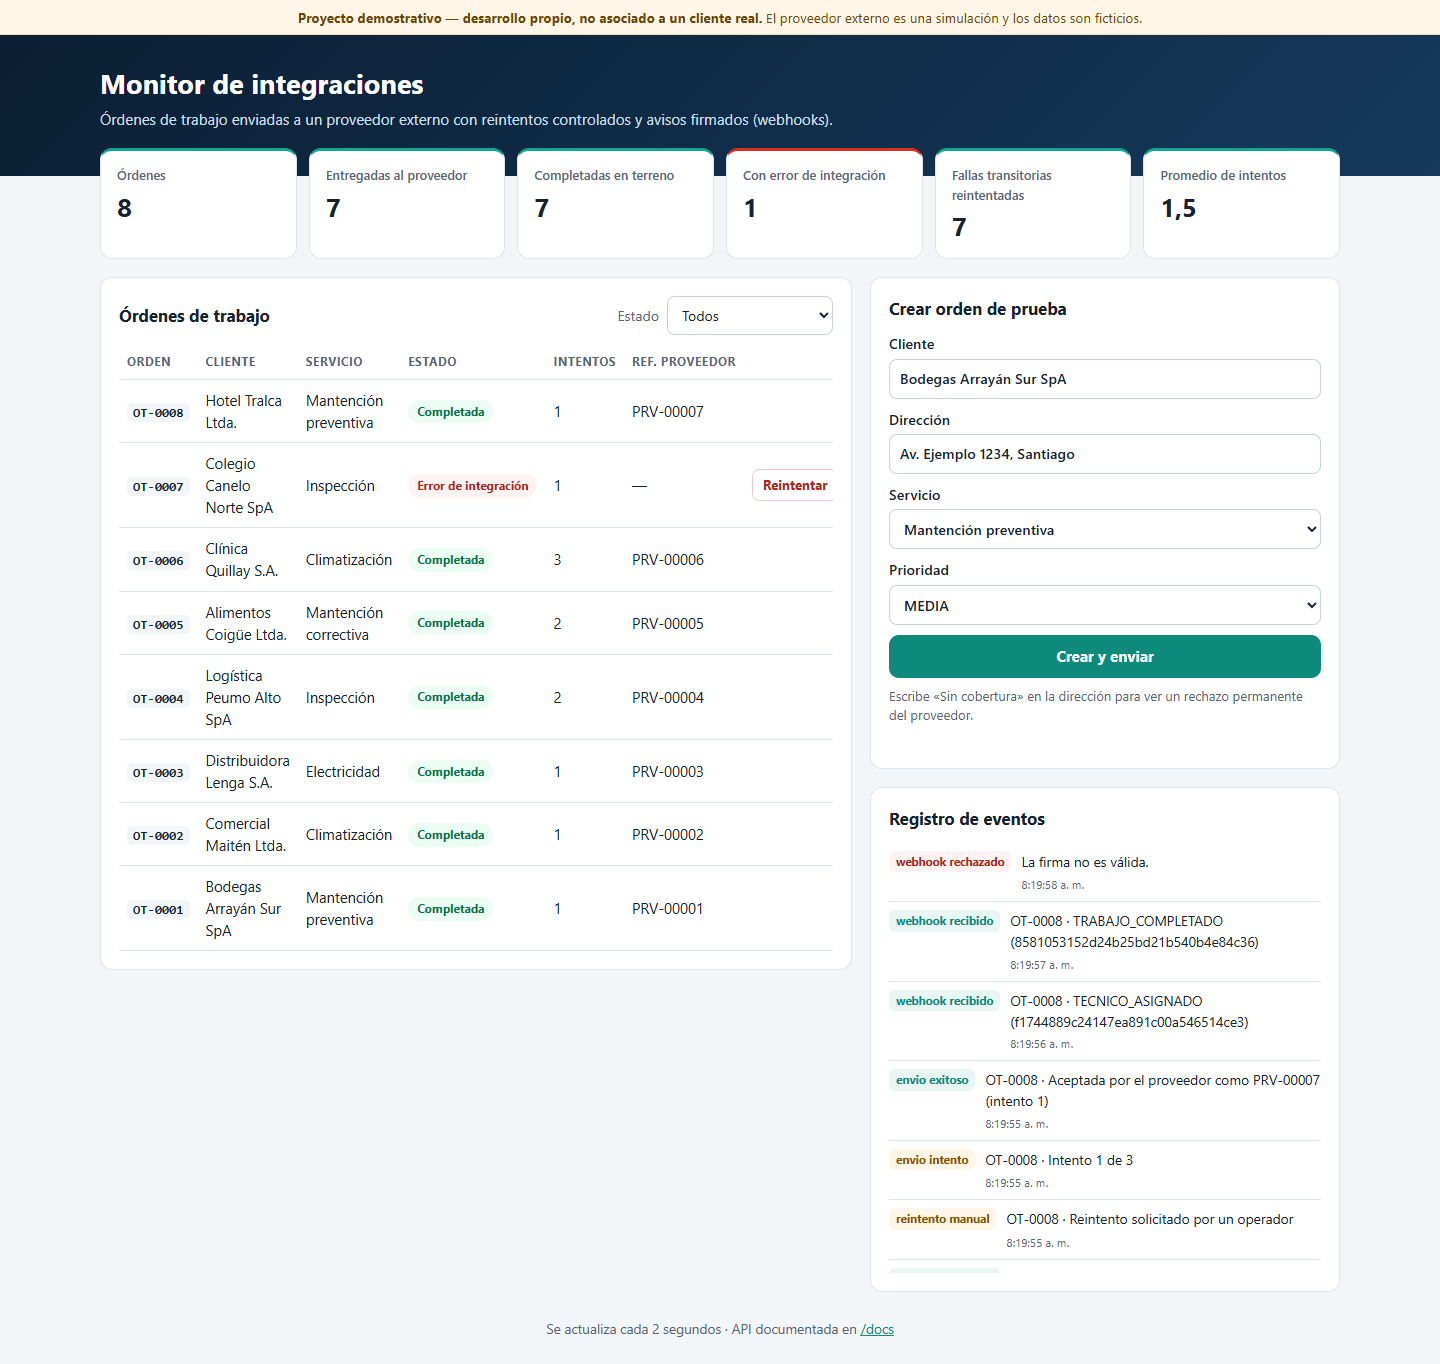 Proyecto demostrativo — desarrollo propio, no asociado a un cliente real. El proveedor externo es una simulación y los datos son ficticios.
Monitor de integraciones
Órdenes de trabajo enviadas a un proveedor externo con reintentos controlados y avisos firmados (webhooks).
Órdenes
8
Entregadas al proveedor
7
Completadas en terreno
7
Con error de integración
1
Fallas transitorias
reintentadas
7
Promedio de intentos
1,5
Órdenes de trabajo
Estado
Todos
ORDEN CLIENTE SERVICIO ESTADO INTENTOS REF. PROVEEDOR
OT-0008 Hotel Tralca Ltda. Mantención preventiva Completada 1 PRV-00007
OT-0007 Colegio Canelo Norte SpA Inspección Error de integración 1 — Reintentar
OT-0006 Clínica Quillay S.A. Climatización Completada 3 PRV-00006
OT-0005 Alimentos Coigüe Ltda. Mantención correctiva Completada 2 PRV-00005
OT-0004 Logística Peumo Alto SpA Inspección Completada 2 PRV-00004
OT-0003 Distribuidora Lenga S.A. Electricidad Completada 1 PRV-00003
OT-0002 Comercial Maitén Ltda. Climatización Completada 1 PRV-00002
OT-0001 Bodegas Arrayán Sur SpA Mantención preventiva Completada 1 PRV-00001
Crear orden de prueba
Cliente
Bodegas Arrayán Sur SpA
Dirección
Av. Ejemplo 1234, Santiago
Servicio
Mantención preventiva
Prioridad
MEDIA
Crear y enviar
Escribe «Sin cobertura» en la dirección para ver un rechazo permanente
del proveedor.
Registro de eventos
webhook rechazado La firma no es válida.
8:19:58 a. m.
webhook recibido OT-0008 · TRABAJO_COMPLETADO
(8581053152d24b25bd21b540b4e84c36)
8:19:57 a. m.
webhook recibido OT-0008 · TECNICO_ASIGNADO
(f1744889c24147ea891c00a546514ce3)
8:19:56 a. m.
envio exitoso OT-0008 · Aceptada por el proveedor como PRV-00007
(intento 1)
8:19:55 a. m.
envio intento OT-0008 · Intento 1 de 3
8:19:55 a. m.
reintento manual OT-0008 · Reintento solicitado por un operador
8:19:55 a. m.
Se actualiza cada 2 segundos · API documentada en /docs